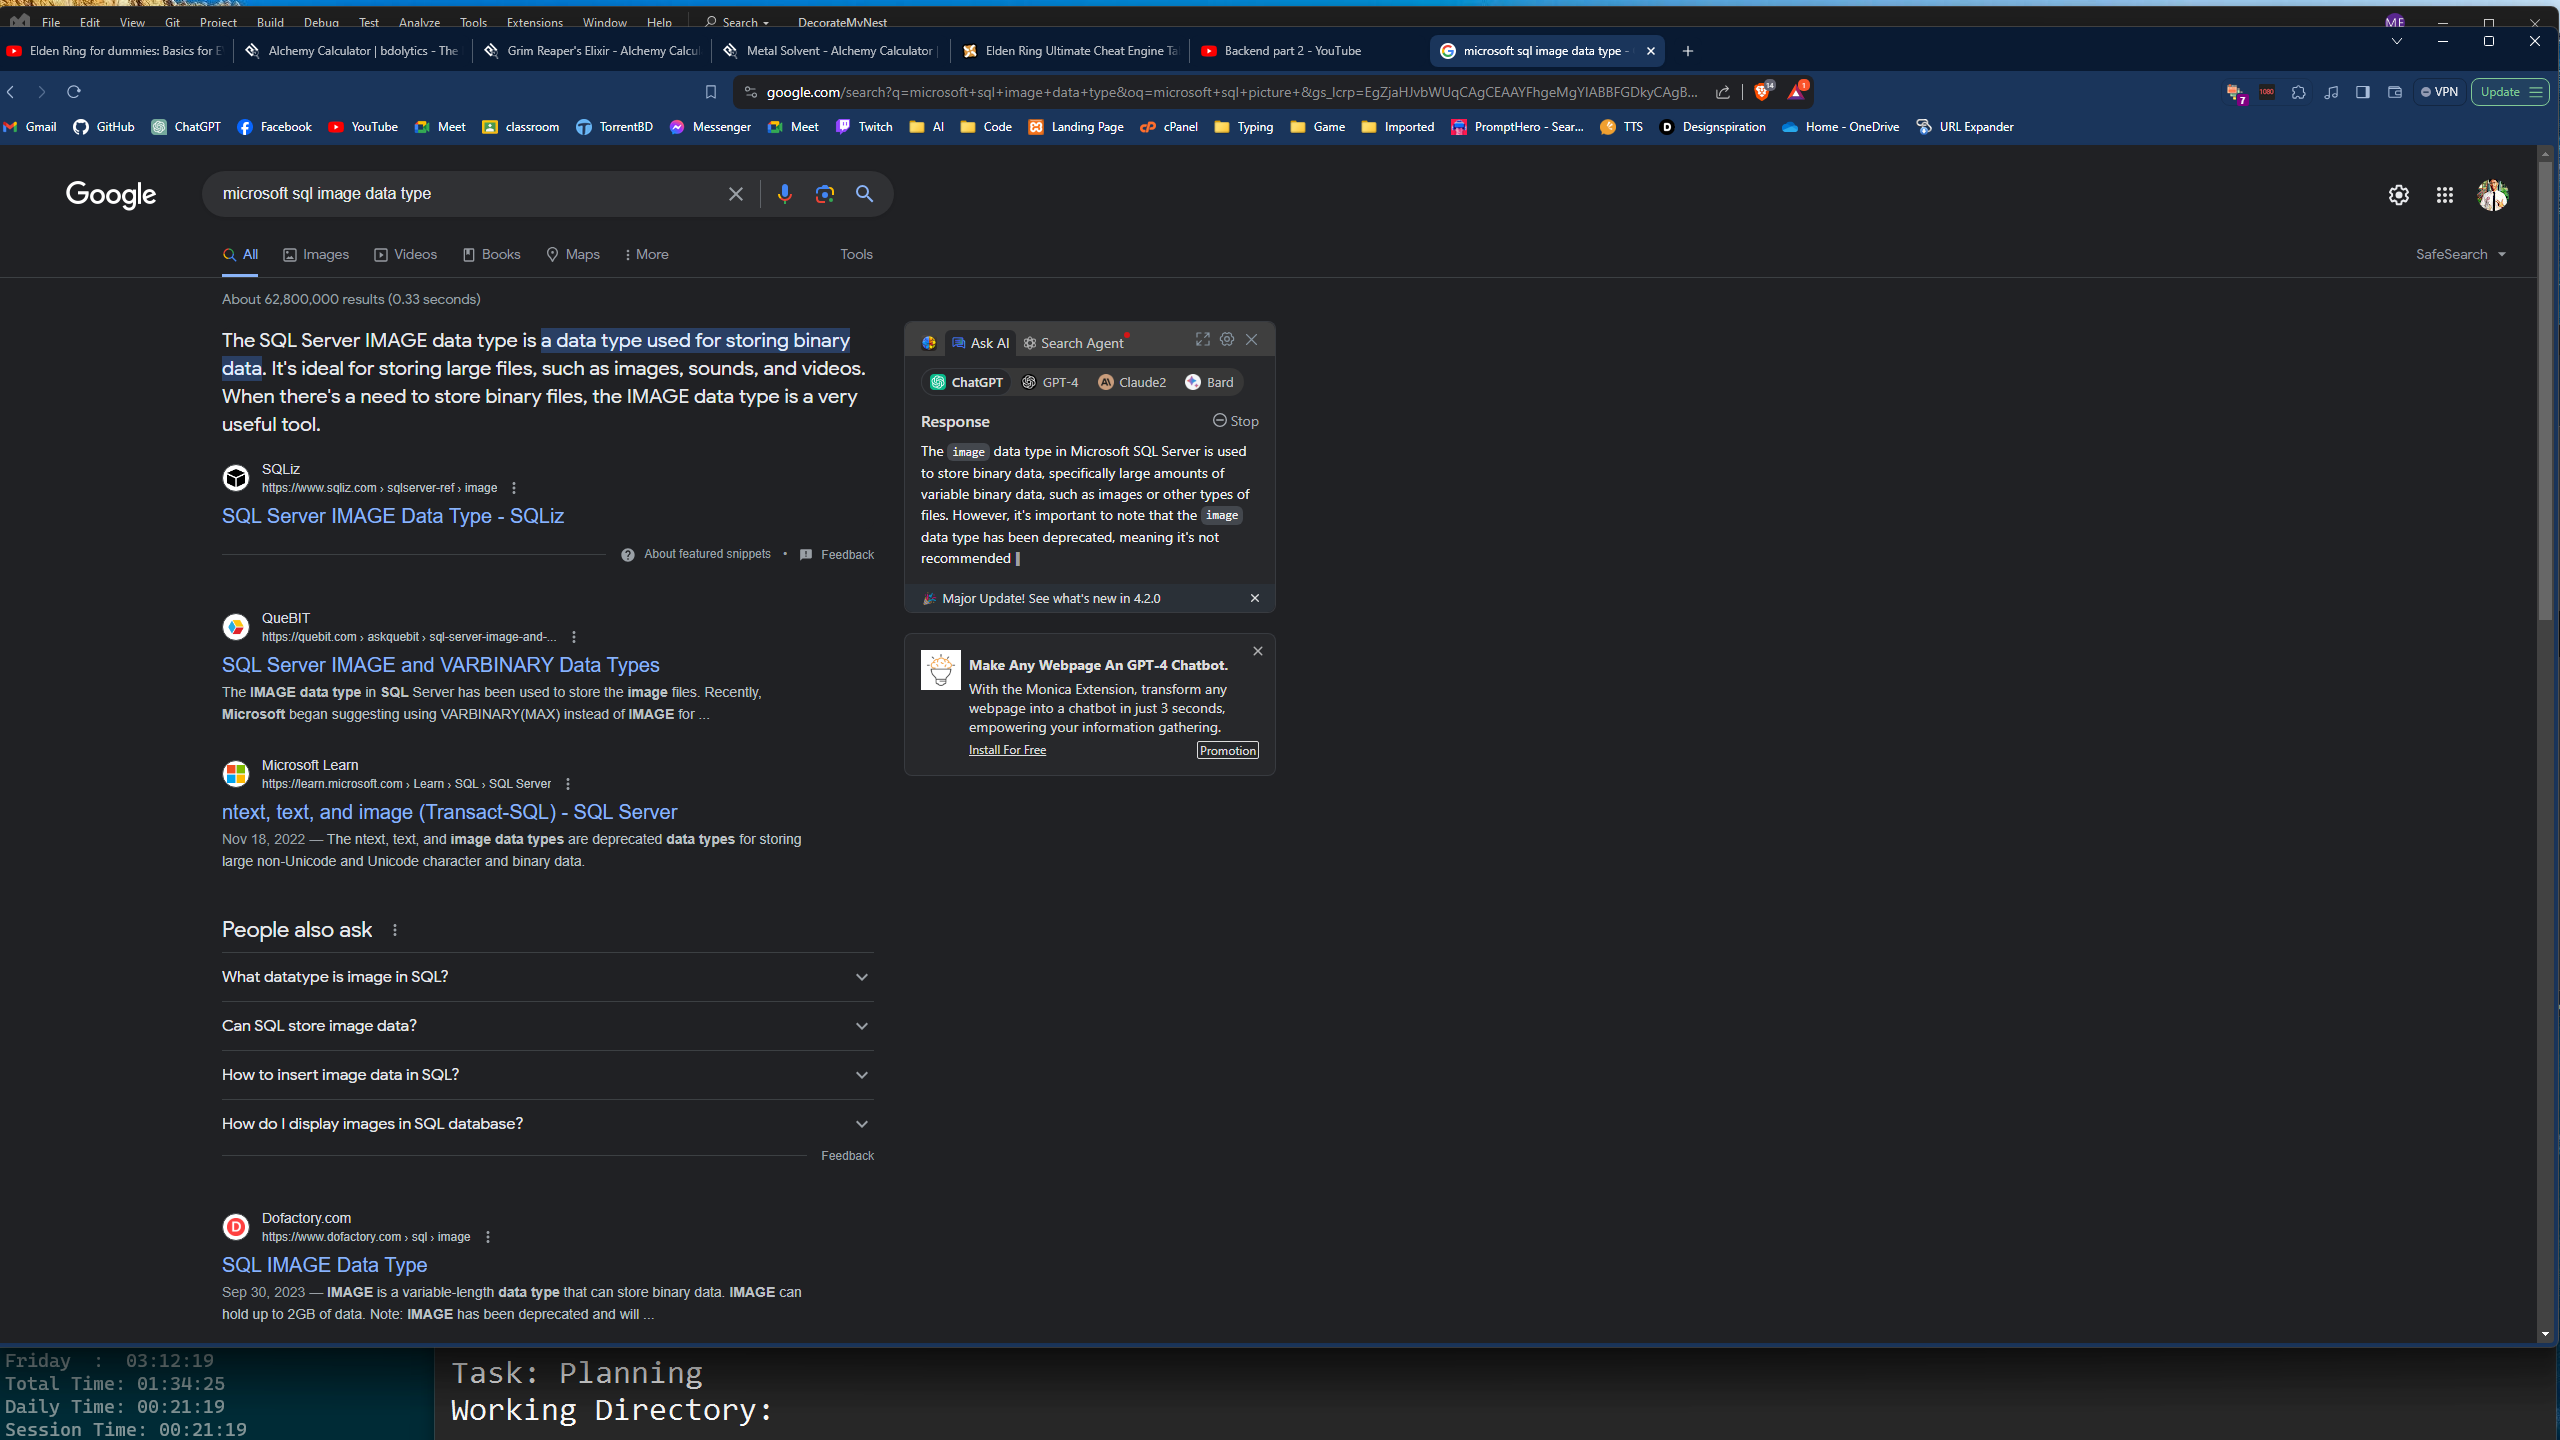 File Edit View Git Project Build Debug Test Analyze Tools Extensions Window Help Search DecorateMyNest ME
Elden Ring for dummies: Basics for E Alchemy Calculator | bdolytics - The Grim Reaper's Elixir - Alchemy Calcu Metal Solvent - Alchemy Calculator | Elden Ring Ultimate Cheat Engine Ta Backend part 2 - YouTube microsoft sql image data type -
google.com/search?q=microsoft+sql+image+data+type&oq=microsoft+sql+picture+&gs_lcrp=EgZjaHJvbWUqCAgCEAAYFhgeMgYIABBFGDkyCAgB... 14 1 7 1080 VPN Update
Gmail GitHub ChatGPT Facebook YouTube Meet classroom TorrentBD Messenger Meet Twitch AI Code Landing Page cPanel Typing Game Imported PromptHero - Sear... TTS Designspiration Home - OneDrive URL Expander
Google microsoft sql image data type
All Images Videos Books Maps More Tools SafeSearch
About 62,800,000 results (0.33 seconds)
The SQL Server IMAGE data type is a data type used for storing binary
data. It's ideal for storing large files, such as images, sounds, and videos.
When there's a need to store binary files, the IMAGE data type is a very
useful tool.
SQLiz
https://www.sqliz.com › sqlserver-ref › image
SQL Server IMAGE Data Type - SQLiz
About featured snippets • Feedback
QueBIT
https://quebit.com › askquebit › sql-server-image-and-...
SQL Server IMAGE and VARBINARY Data Types
The IMAGE data type in SQL Server has been used to store the image files. Recently,
Microsoft began suggesting using VARBINARY(MAX) instead of IMAGE for ...
Microsoft Learn
https://learn.microsoft.com › Learn › SQL › SQL Server
ntext, text, and image (Transact-SQL) - SQL Server
Nov 18, 2022 — The ntext, text, and image data types are deprecated data types for storing
large non-Unicode and Unicode character and binary data.
People also ask
What datatype is image in SQL?
Can SQL store image data?
How to insert image data in SQL?
How do I display images in SQL database?
Feedback
Dofactory.com
https://www.dofactory.com › sql › image
SQL IMAGE Data Type
Sep 30, 2023 — IMAGE is a variable-length data type that can store binary data. IMAGE can
hold up to 2GB of data. Note: IMAGE has been deprecated and will ...
Ask AI Search Agent
ChatGPT GPT-4 Claude2 Bard
Response Stop
The image data type in Microsoft SQL Server is used
to store binary data, specifically large amounts of
variable binary data, such as images or other types of
files. However, it's important to note that the image
data type has been deprecated, meaning it's not
recommended
Major Update! See what's new in 4.2.0
Make Any Webpage An GPT-4 Chatbot.
With the Monica Extension, transform any
webpage into a chatbot in just 3 seconds,
empowering your information gathering.
Install For Free Promotion
Friday : 03:12:19
Total Time: 01:34:25
Daily Time: 00:21:19
Session Time: 00:21:19
Task: Planning
Working Directory: